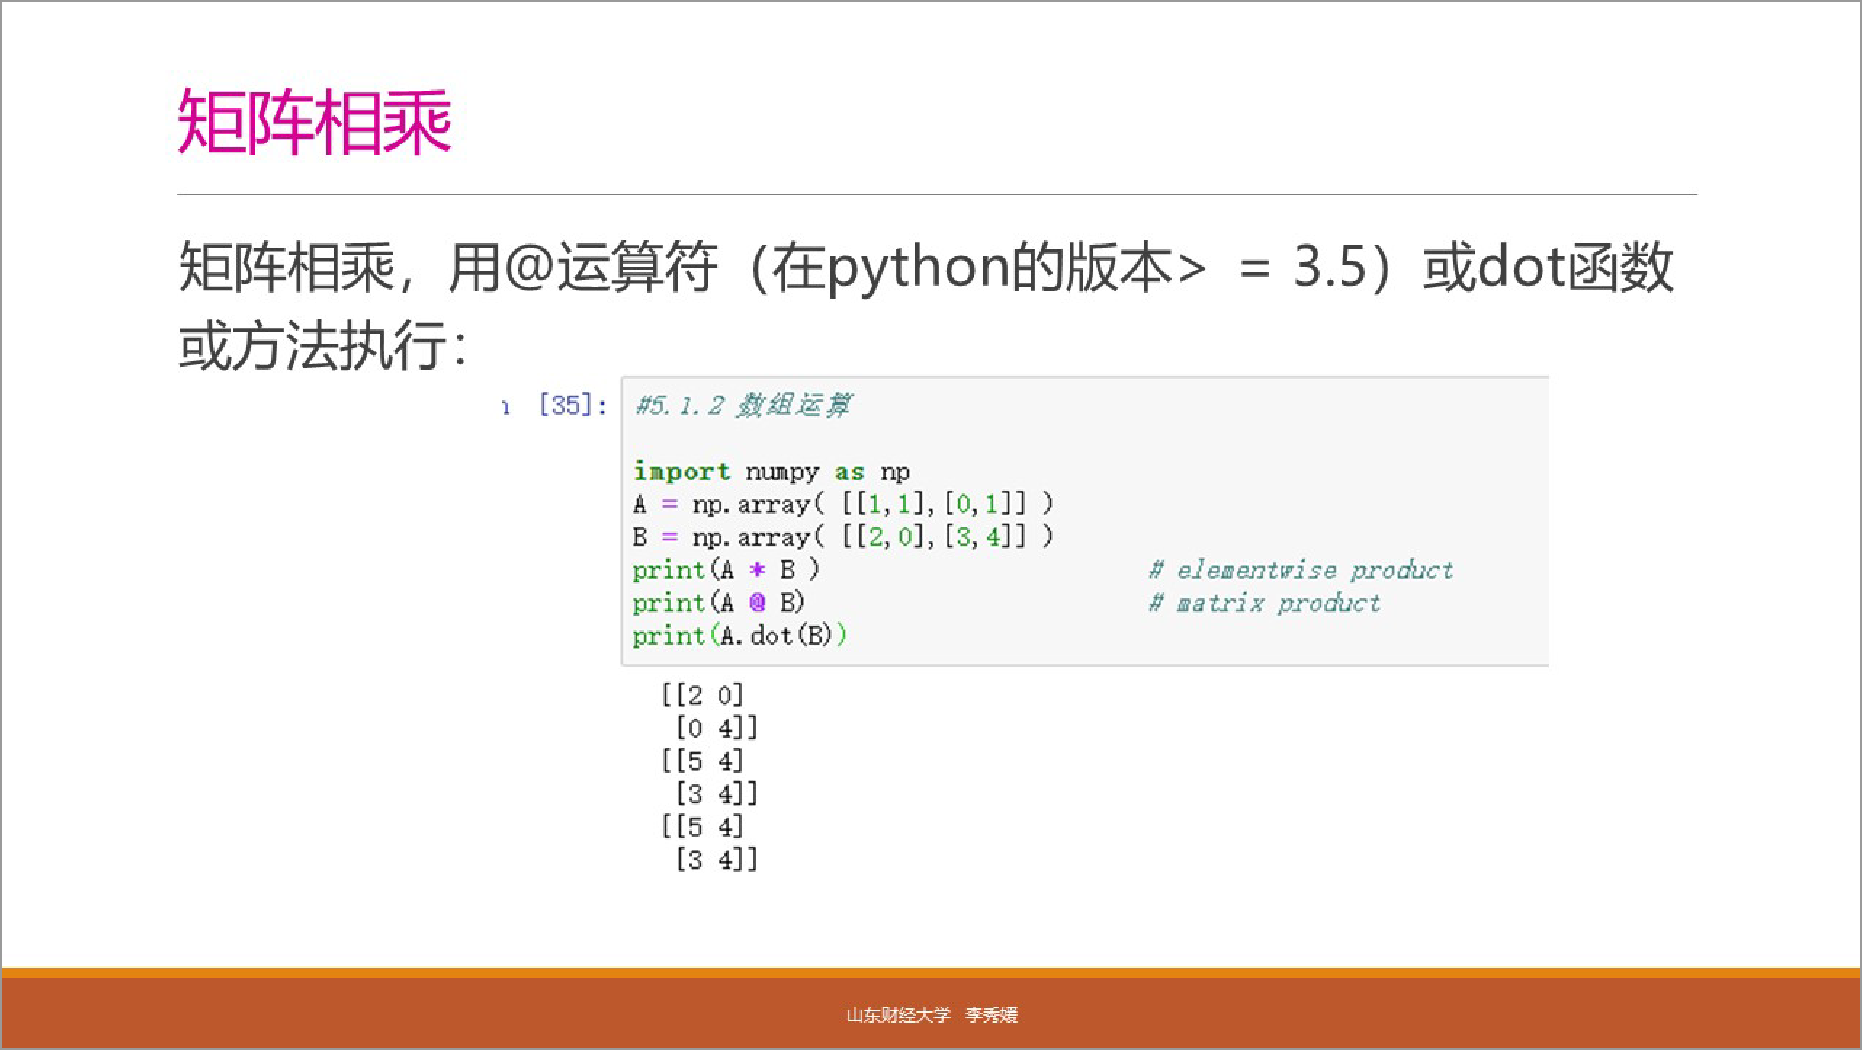 矩阵相乘
矩阵相乘，用@运算符（在python的版本> = 3.5）或dot函数
或方法执行：
[35]: #5.1.2 数组运算
import numpy as np
A = np.array( [[1,1],[0,1]] )
B = np.array( [[2,0],[3,4]] )
print(A * B ) # elementwise product
print(A @ B) # matrix product
print(A.dot(B))
[[2 0]
[0 4]]
[[5 4]
[3 4]]
[[5 4]
[3 4]]
山东财经大学 李秀媛